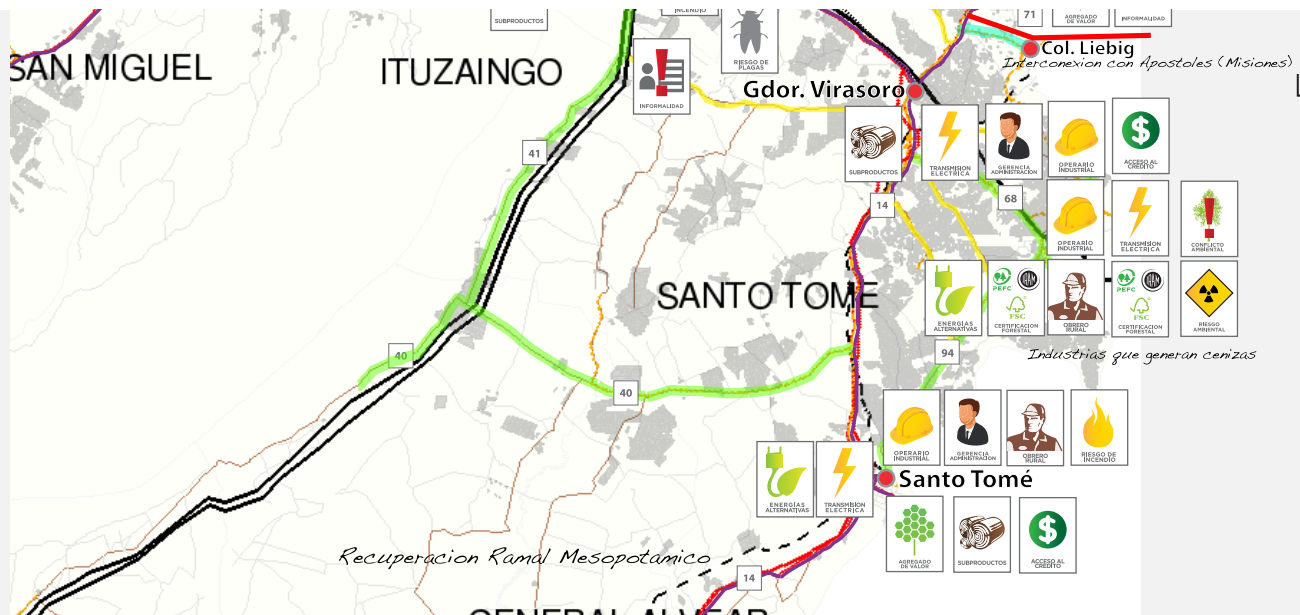 SUBPRODUCTOS
INCENDIO
71
AGREGADO
DE VALOR
INFORMALIDAD
SAN MIGUEL
ITUZAINGO
INFORMALIDAD
RIESGO DE
PLAGAS
Col. Liebig
Interconexion con Apostoles (Misiones)
Gdor. Virasoro
41
SUBPRODUCTOS
TRANSMISION
ELECTRICA
GERENCIA
ADMINISTRACION
OPERARIO
INDUSTRIAL
ACCESO AL
CREDITO
14
68
OPERARIO
INDUSTRIAL
TRANSMISION
ELECTRICA
CONFLICTO
AMBIENTAL
SANTO TOME
ENERGÍAS
ALTERNATIVAS
PEFC
FSC
CERTIFICACION
FORESTAL
OBRERO
RURAL
PEFC
FSC
CERTIFICACION
FORESTAL
RIESGO
AMBIENTAL
40
94
Industrias que generan cenizas
40
OPERARIO
INDUSTRIAL
GERENCIA
ADMINISTRACION
OBRERO
RURAL
RIESGO DE
INCENDIO
ENERGÍAS
ALTERNATIVAS
TRANSMISION
ELECTRICA
Santo Tomé
AGREGADO
DE VALOR
SUBPRODUCTOS
ACCESO AL
CREDITO
Recuperacion Ramal Mesopotamico
14
GENERAL ALVEAR